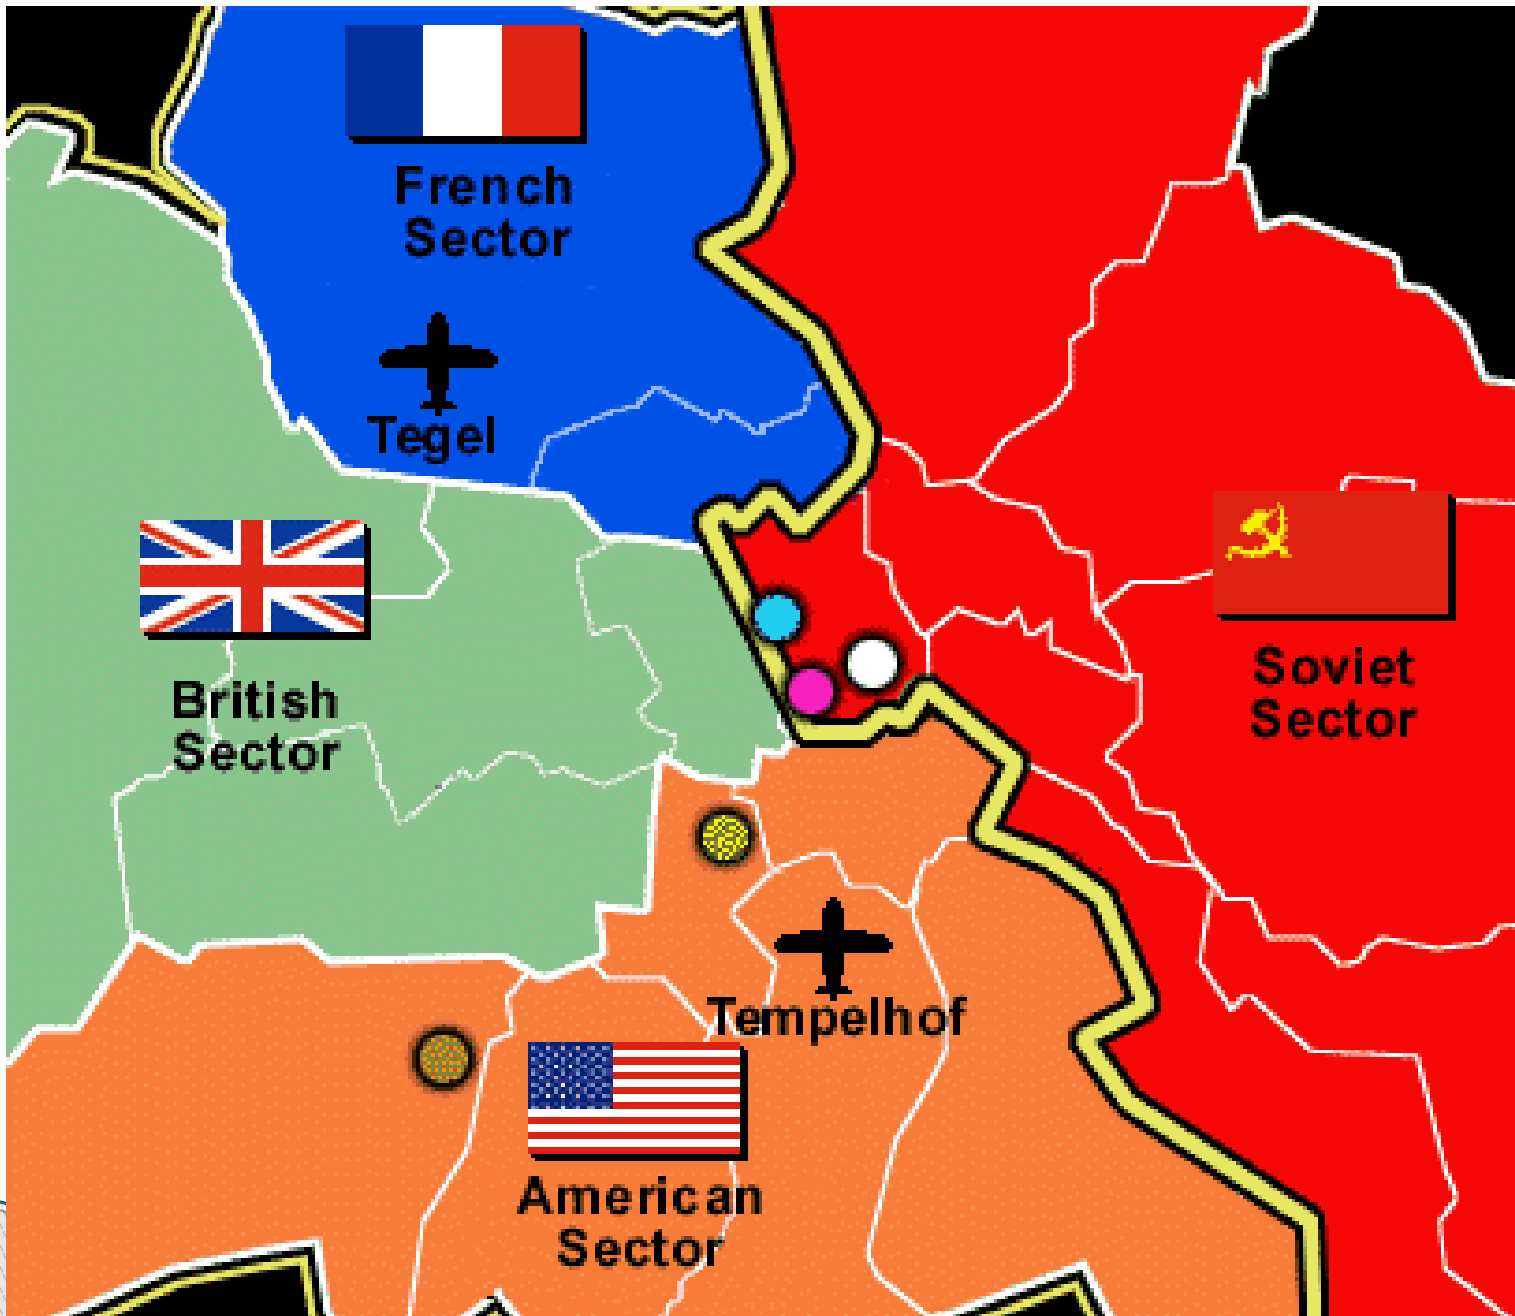 French
Sector
Tegel
British
Sector
Soviet
Sector
Tempelhof
American
Sector